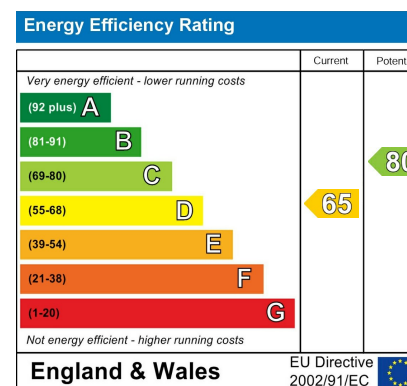 Energy Efficiency Rating
Current
Very energy efficient - lower running costs
(92 plus) A
(81-91) B
(69-80) C
(55-68) D
(39-54) E
(21-38) F
(1-20) G
65
Not energy efficient - higher running costs
England & Wales
EU Directive
2002/91/EC